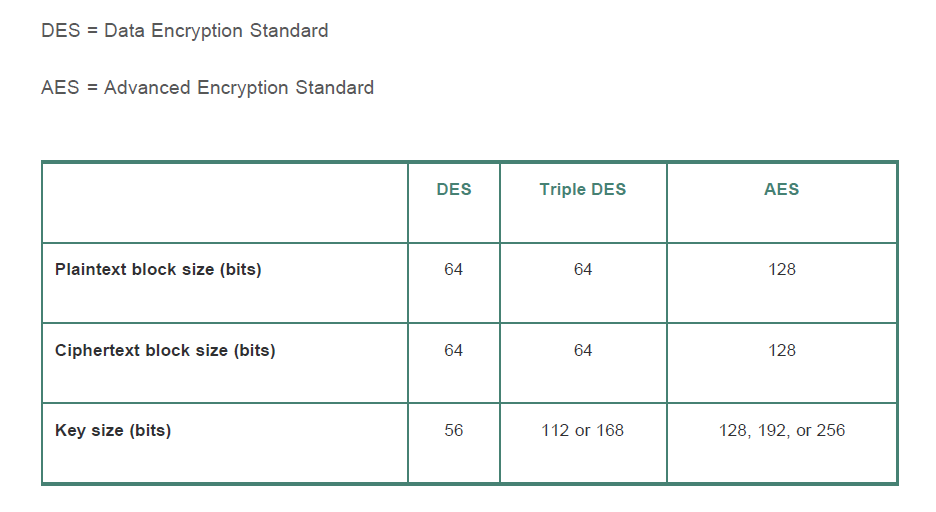 DES = Data Encryption Standard
AES = Advanced Encryption Standard
DES Triple DES AES
Plaintext block size (bits) 64 64 128
Ciphertext block size (bits) 64 64 128
Key size (bits) 56 112 or 168 128, 192, or 256